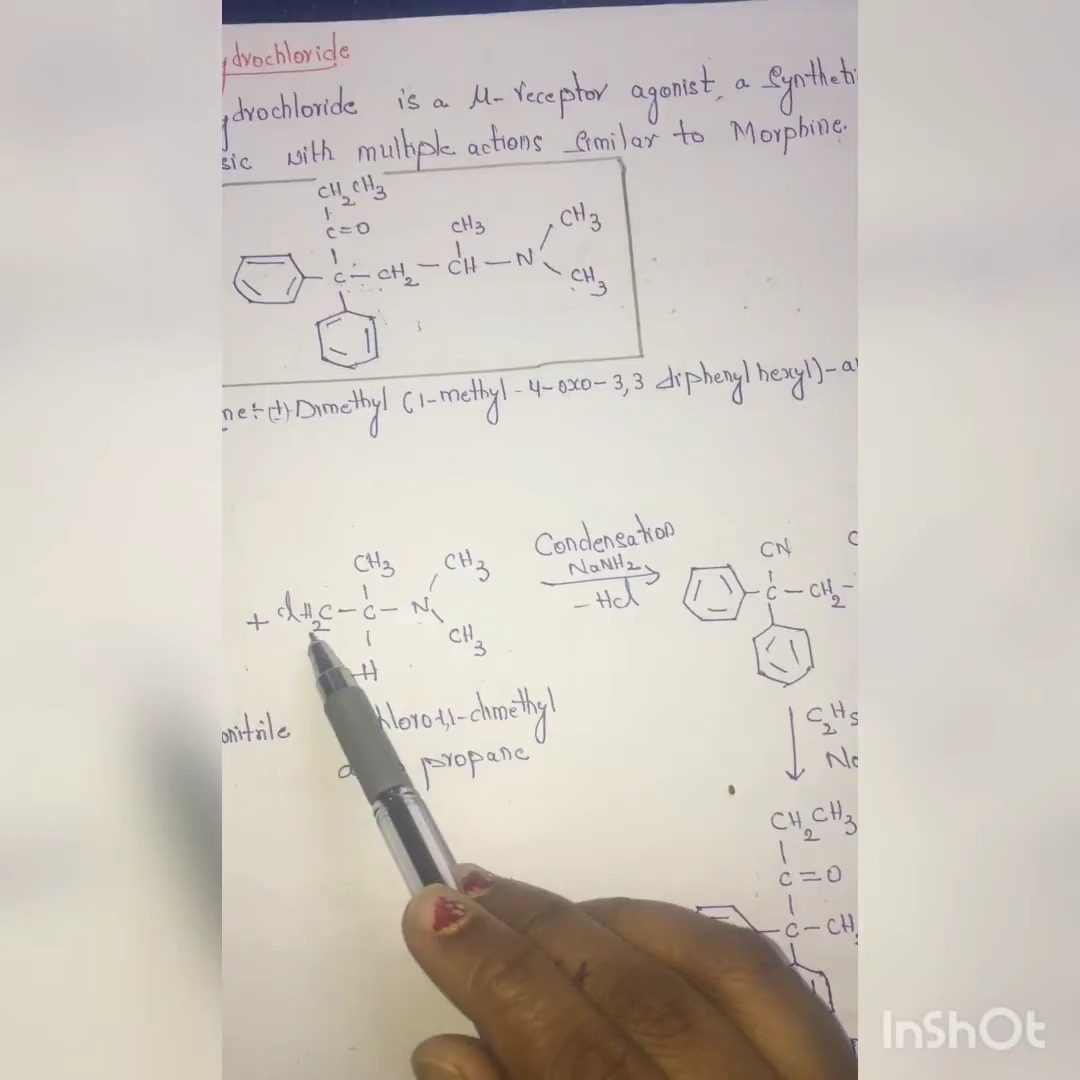 ydrochloride
ydrochloride is a μ-receptor agonist, a Syntheti
sic with multiple actions similar to Morphine.
CH2CH3
C=O
CH3
CH3
C-CH2-CH-N
CH3
ne:-(±)-Dimethyl (1-methyl-4-oxo-3,3 diphenyl hexyl)-a
CH3
CH3
Condensation
NaNH2
-HCl
+ ClH2C-C-N
CH3
H
CN
C
C-CH2-
onitrile
hloro-1,1-dimethyl
propane
C2H5
CH2CH3
C=O
C-CH
InShOt